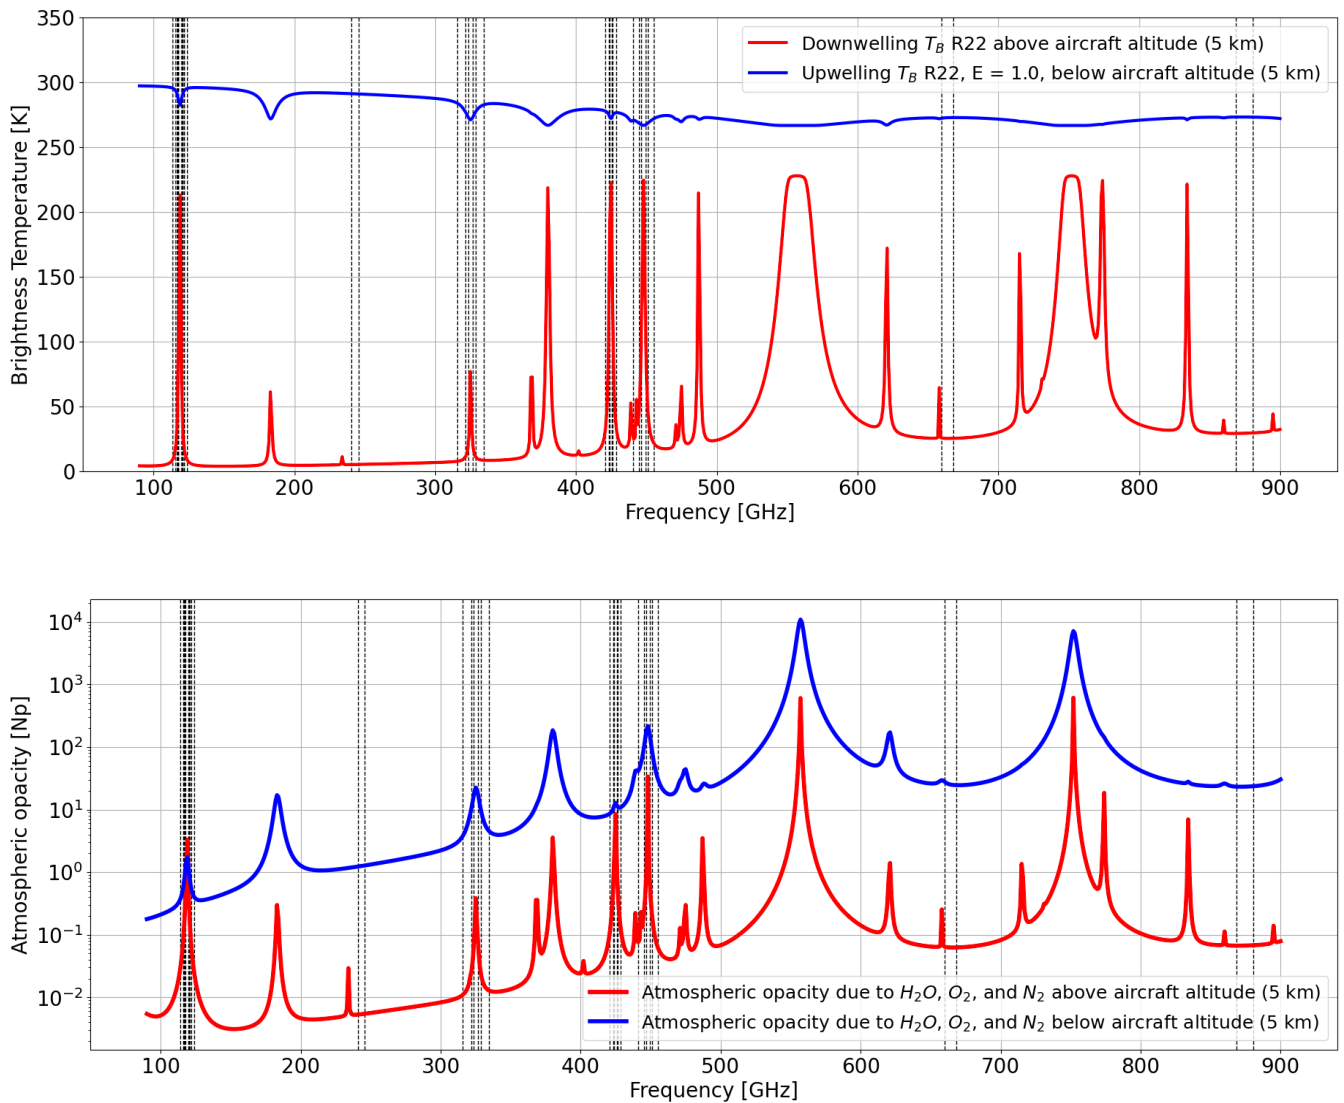 350
300
250
200
150
100
50
0
Brightness Temperature [K]
Downwelling T_B R22 above aircraft altitude (5 km)
Upwelling T_B R22, E = 1.0, below aircraft altitude (5 km)
100 200 300 400 500 600 700 800 900
Frequency [GHz]
10^4
10^3
10^2
10^1
10^0
10^−1
10^−2
Atmospheric opacity [Np]
Atmospheric opacity due to H_2O, O_2, and N_2 above aircraft altitude (5 km)
Atmospheric opacity due to H_2O, O_2, and N_2 below aircraft altitude (5 km)
100 200 300 400 500 600 700 800 900
Frequency [GHz]